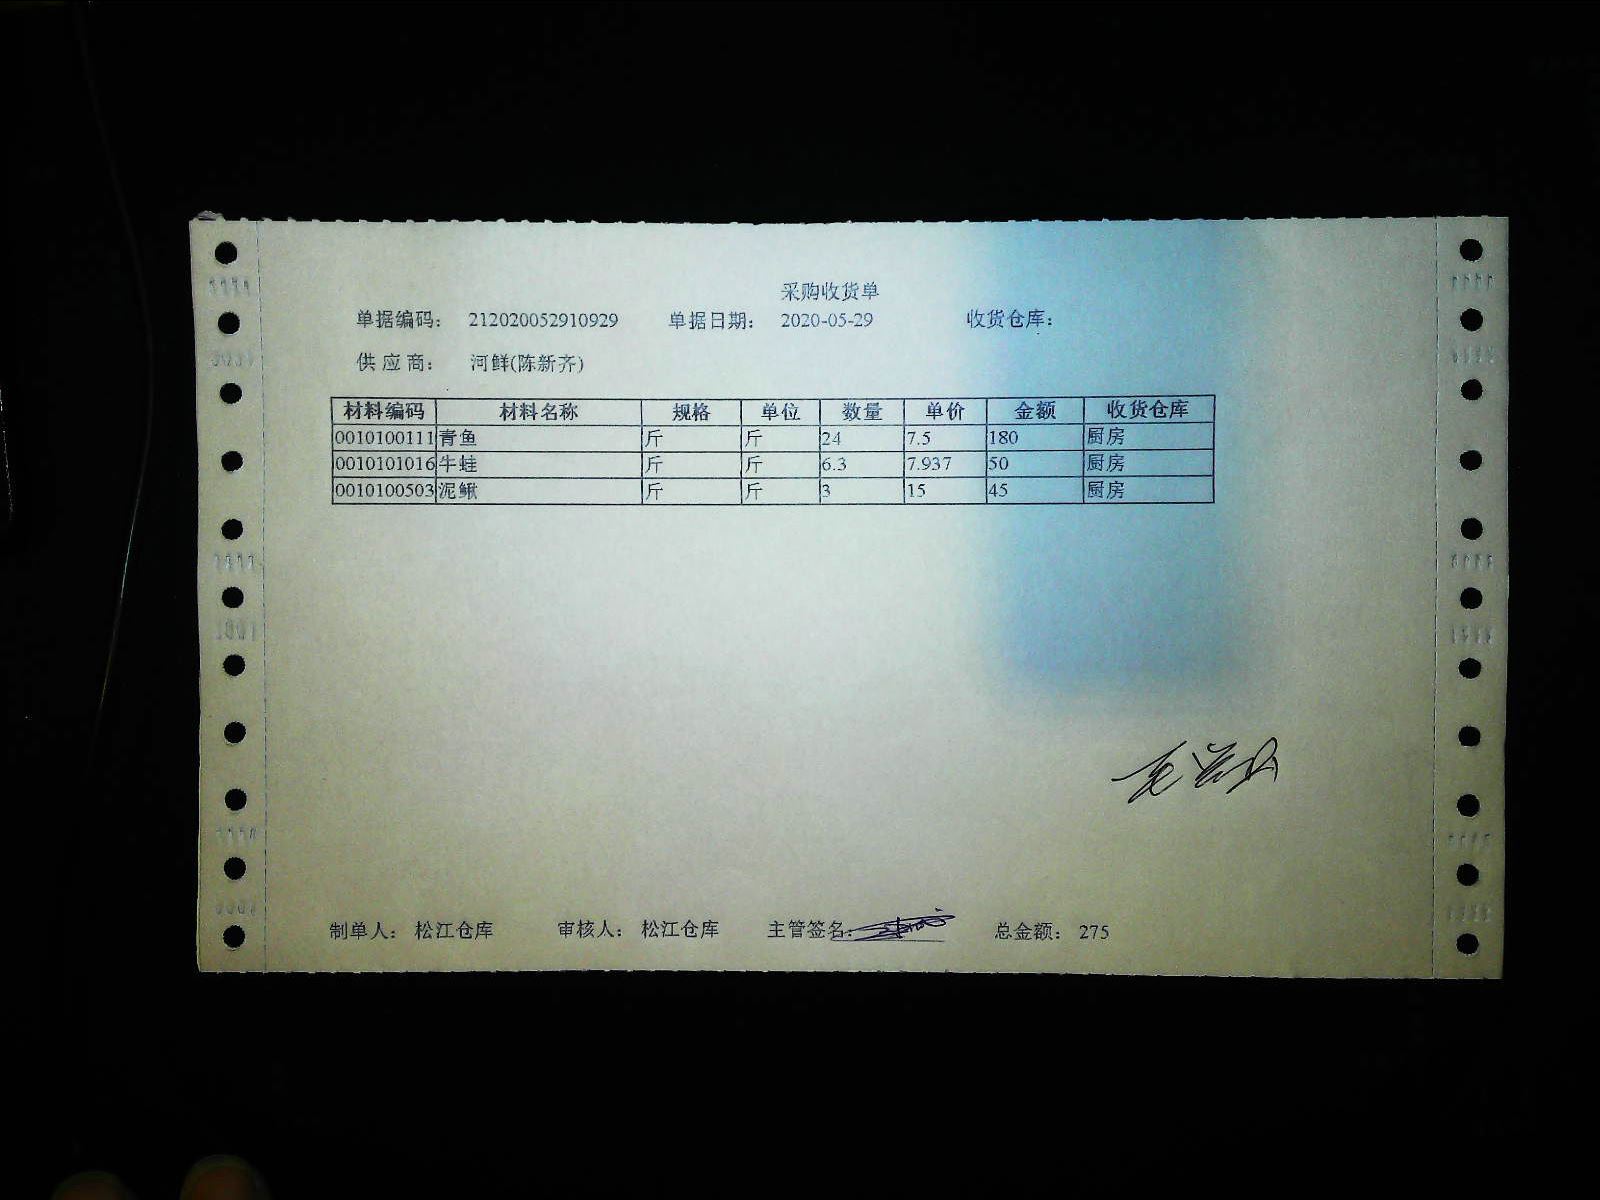 采购收货单
单据编码： 212020052910929 单据日期： 2020-05-29 收货仓库：
供应商： 河鲜(陈新齐)
材料编码 材料名称 规格 单位 数量 单价 金额 收货仓库
0010100111 青鱼 斤 斤 24 7.5 180 厨房
0010101016 牛蛙 斤 斤 6.3 7.937 50 厨房
0010100503 泥鳅 斤 斤 3 15 45 厨房
制单人： 松江仓库 审核人： 松江仓库 主管签名： 总金额： 275